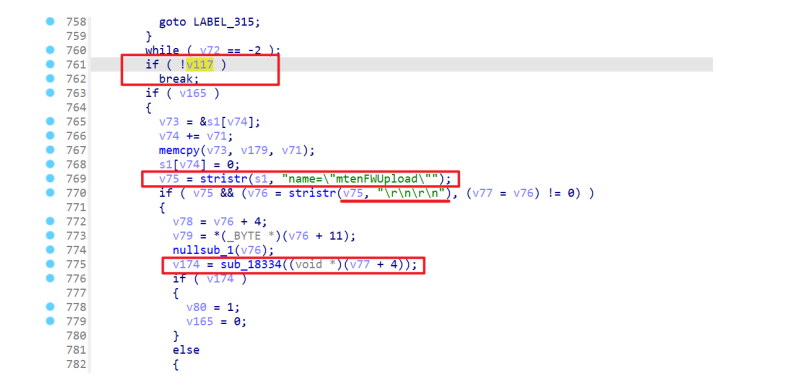 758 goto LABEL_315;
759 }
760 while ( v72 == -2 );
761 if ( !v117 )
762 break;
763 if ( v165 )
764 {
765 v73 = &s1[v74];
766 v74 += v71;
767 memcpy(v73, v179, v71);
768 s1[v74] = 0;
769 v75 = stristr(s1, "name=\"mtenFWUpload\"");
770 if ( v75 && (v76 = stristr(v75, "\r\n\r\n"), (v77 = v76) != 0) )
771 {
772 v78 = v76 + 4;
773 v79 = *(_BYTE *)(v76 + 11);
774 nullsub_1(v76);
775 v174 = sub_18334((void *)(v77 + 4));
776 if ( v174 )
777 {
778 v80 = 1;
779 v165 = 0;
780 }
781 else
782 {